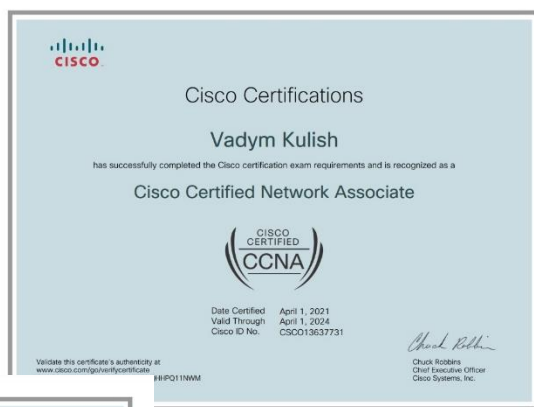 CISCO
Cisco Certifications
Vadym Kulish
has successfully completed the Cisco certification exam requirements and is recognized as a
Cisco Certified Network Associate
CISCO
CERTIFIED
CCNA
Date Certified April 1, 2021
Valid Through April 1, 2024
Cisco ID No. CSCO13637731
Validate this certificate's authenticity at
www.cisco.com/go/verifycertificate
Chuck Robbins
Chuck Robbins
Chief Executive Officer
Cisco Systems, Inc.